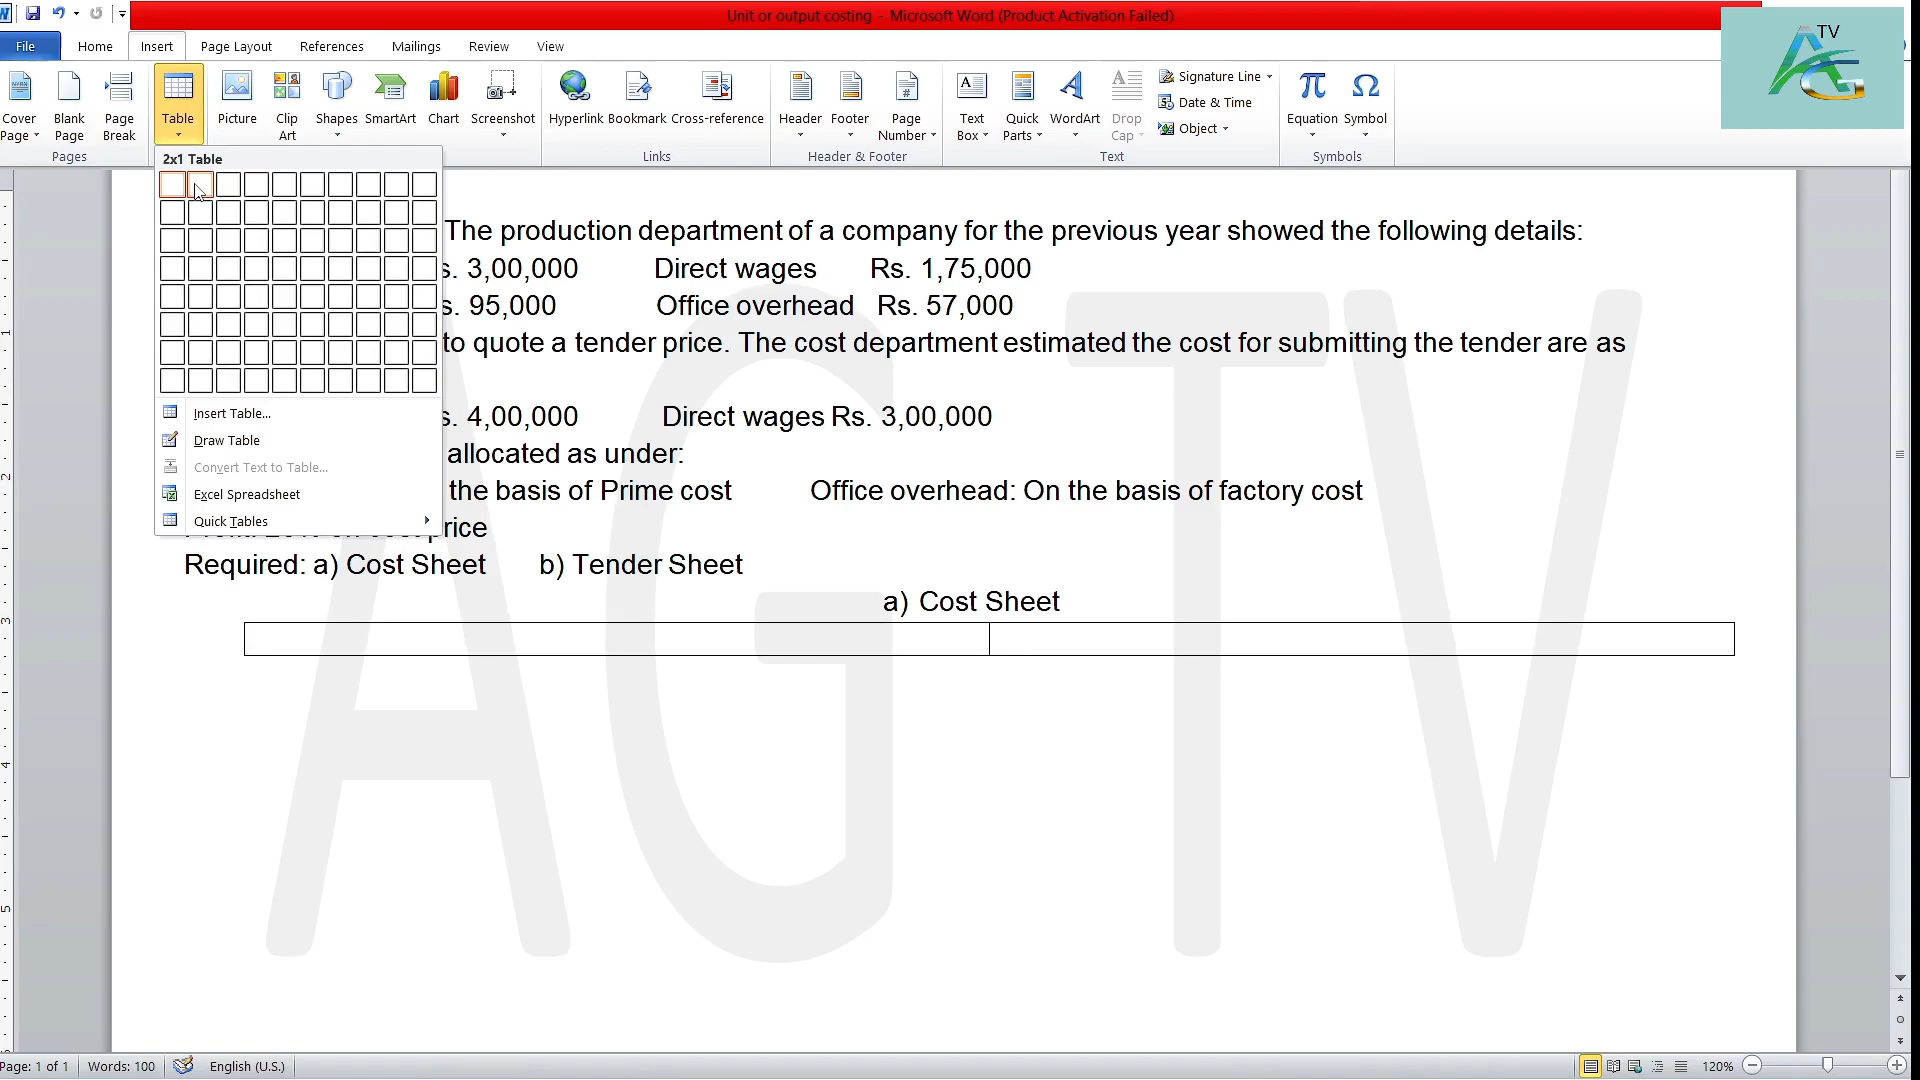 Unit or output costing - Microsoft Word (Product Activation Failed)
TV
File Home Insert Page Layout References Mailings Review View
Cover Page
Blank Page
Page Break
Table
Picture
Clip Art
Shapes
SmartArt
Chart
Screenshot
Hyperlink
Bookmark
Cross-reference
Header
Footer
Page Number
Text Box
Quick Parts
WordArt
Drop Cap
Signature Line
Date & Time
Object
Equation
Symbol
Pages
Links
Header & Footer
Text
Symbols
2x1 Table
Insert Table...
Draw Table
Convert Text to Table...
Excel Spreadsheet
Quick Tables
The production department of a company for the previous year showed the following details:
s. 3,00,000 Direct wages Rs. 1,75,000
s. 95,000 Office overhead Rs. 57,000
to quote a tender price. The cost department estimated the cost for submitting the tender are as
s. 4,00,000 Direct wages Rs. 3,00,000
allocated as under:
the basis of Prime cost Office overhead: On the basis of factory cost
rice
Required: a) Cost Sheet b) Tender Sheet
a) Cost Sheet
AG TV
Page: 1 of 1 Words: 100 English (U.S.) 120%